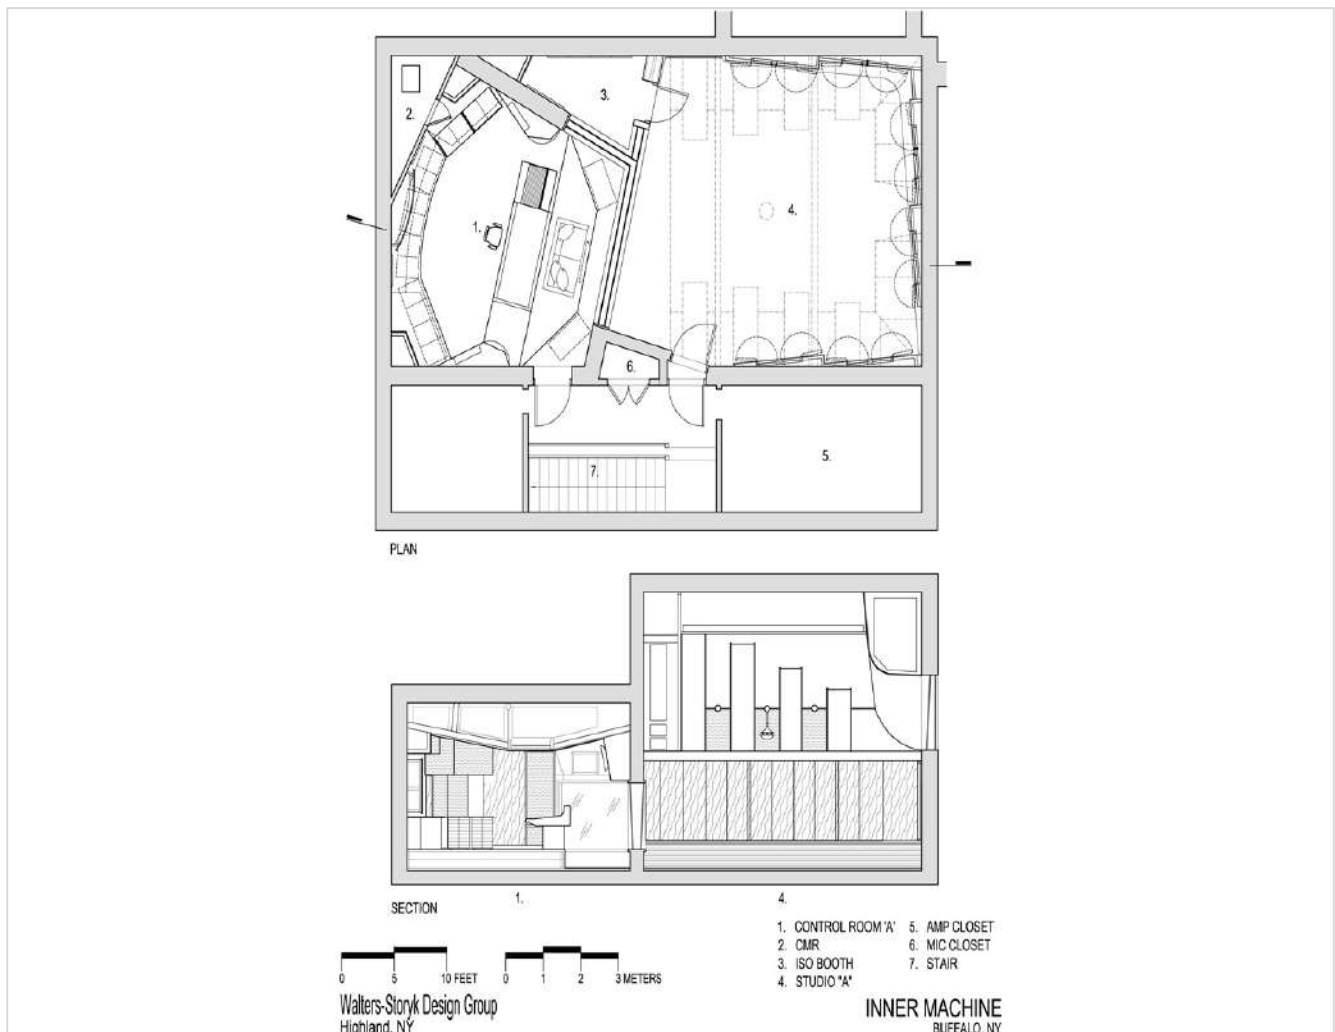 3.
2.
4.
1.
6.
7.
5.
PLAN
1.
4.
SECTION
1. CONTROL ROOM 'A'
2. CMR
3. ISO BOOTH
4. STUDIO "A"
5. AMP CLOSET
6. MIC CLOSET
7. STAIR
0 5 10 FEET
0 1 2 3 METERS
Walters-Storyk Design Group
Highland, NY
INNER MACHINE
BUFFALO, NY